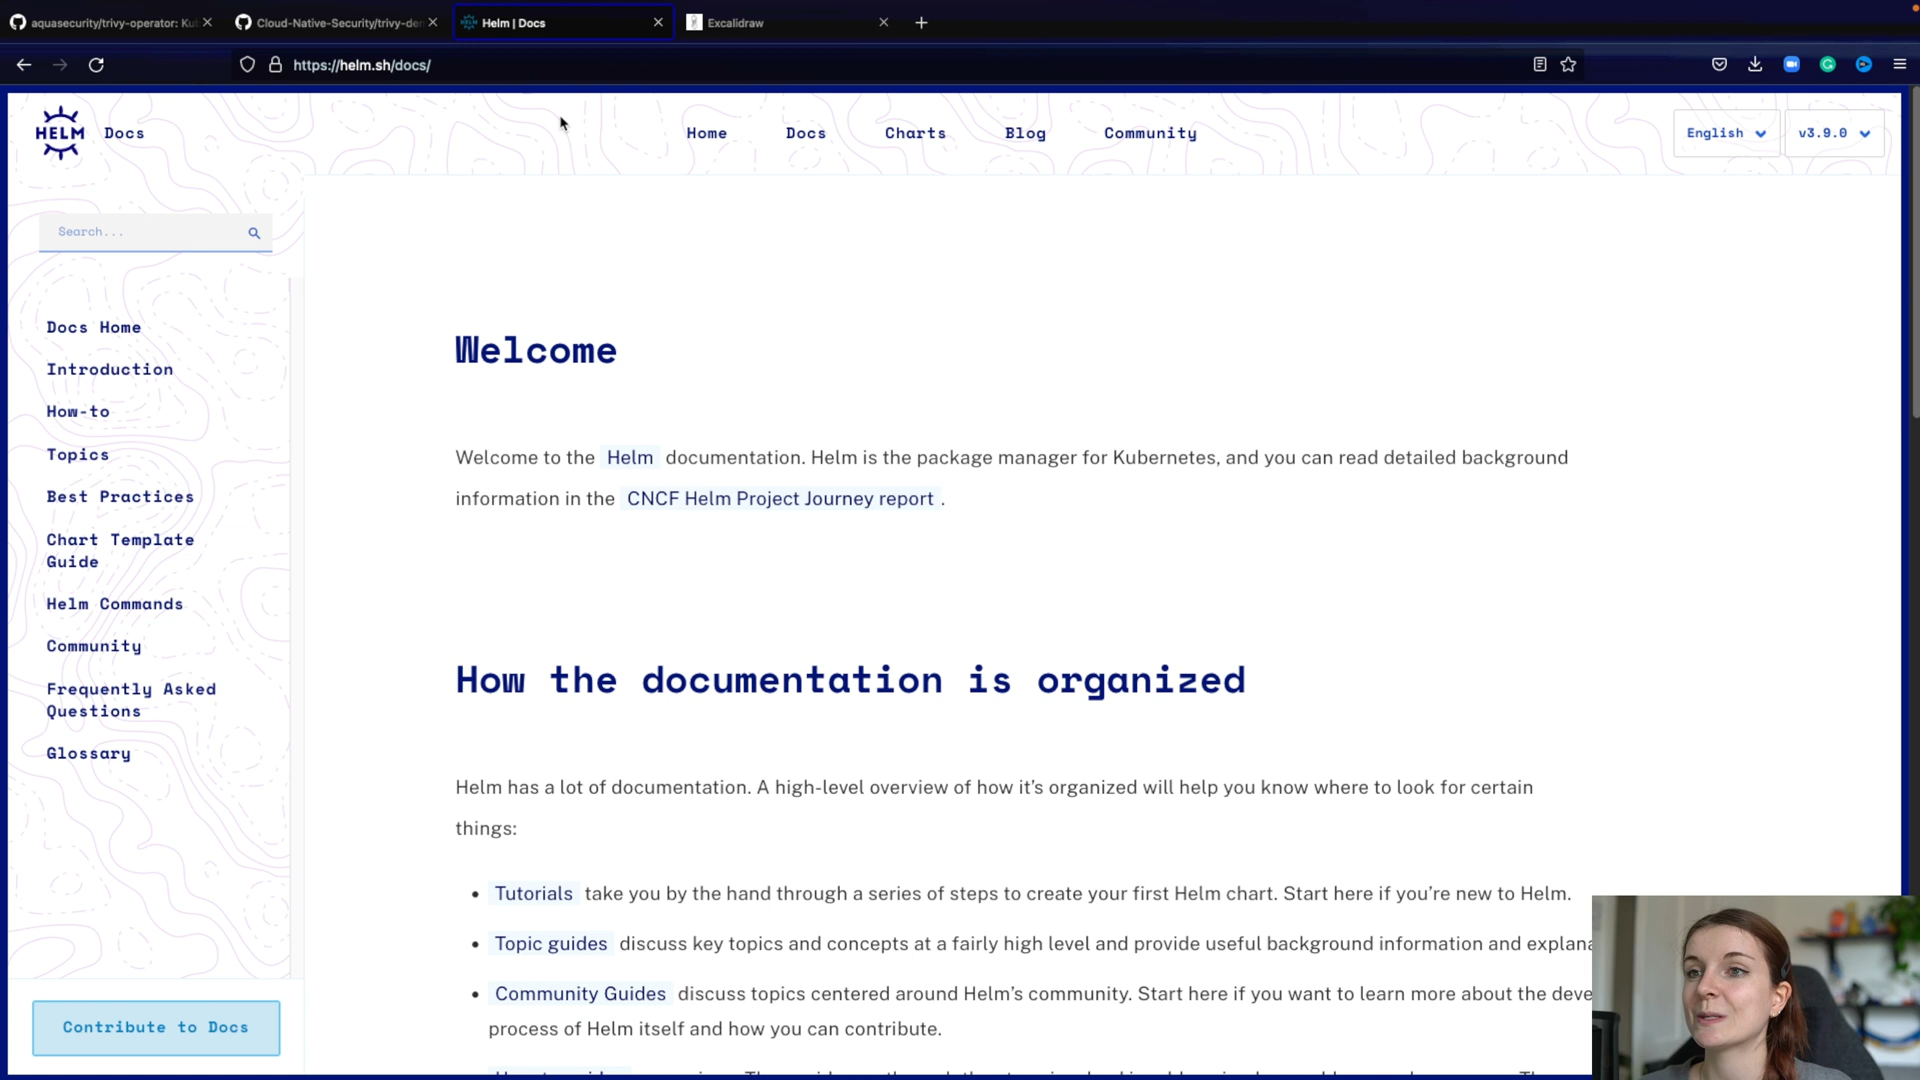 aquasecurity/trivy-operator: Ku
Cloud-Native-Security/trivy-de
Helm | Docs
Excalidraw
https://helm.sh/docs/
HELM Docs
Home
Docs
Charts
Blog
Community
English
v3.9.0
Search...
Docs Home
Introduction
How-to
Topics
Best Practices
Chart Template
Guide
Helm Commands
Community
Frequently Asked
Questions
Glossary
Contribute to Docs
Welcome
Welcome to the Helm documentation. Helm is the package manager for Kubernetes, and you can read detailed background
information in the CNCF Helm Project Journey report .
How the documentation is organized
Helm has a lot of documentation. A high-level overview of how it's organized will help you know where to look for certain
things:
• Tutorials take you by the hand through a series of steps to create your first Helm chart. Start here if you're new to Helm.
• Topic guides discuss key topics and concepts at a fairly high level and provide useful background information and explana
• Community Guides discuss topics centered around Helm's community. Start here if you want to learn more about the deve
process of Helm itself and how you can contribute.